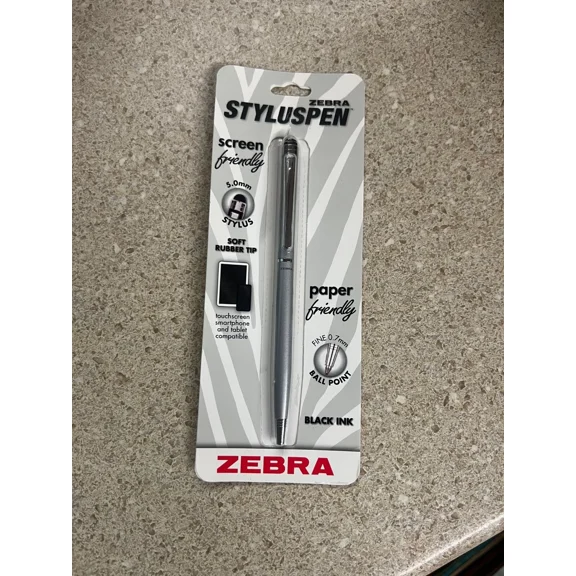 ZEBRA
STYLUSPEN
screen
friendly
5.0mm
STYLUS
SOFT
RUBBER TIP
touchscreen
smartphone
and tablet
compatible
paper
friendly
FINE 0.7mm
BALL POINT
BLACK INK
ZEBRA